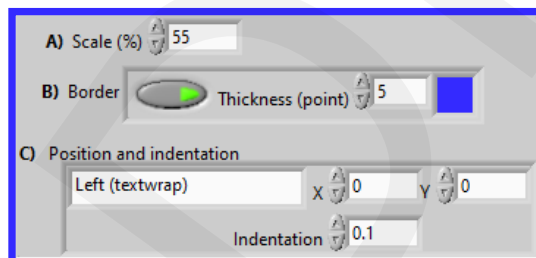 A) Scale (%) 55
B) Border Thickness (point) 5
C) Position and indentation
Left (textwrap) X 0 Y 0
Indentation 0.1